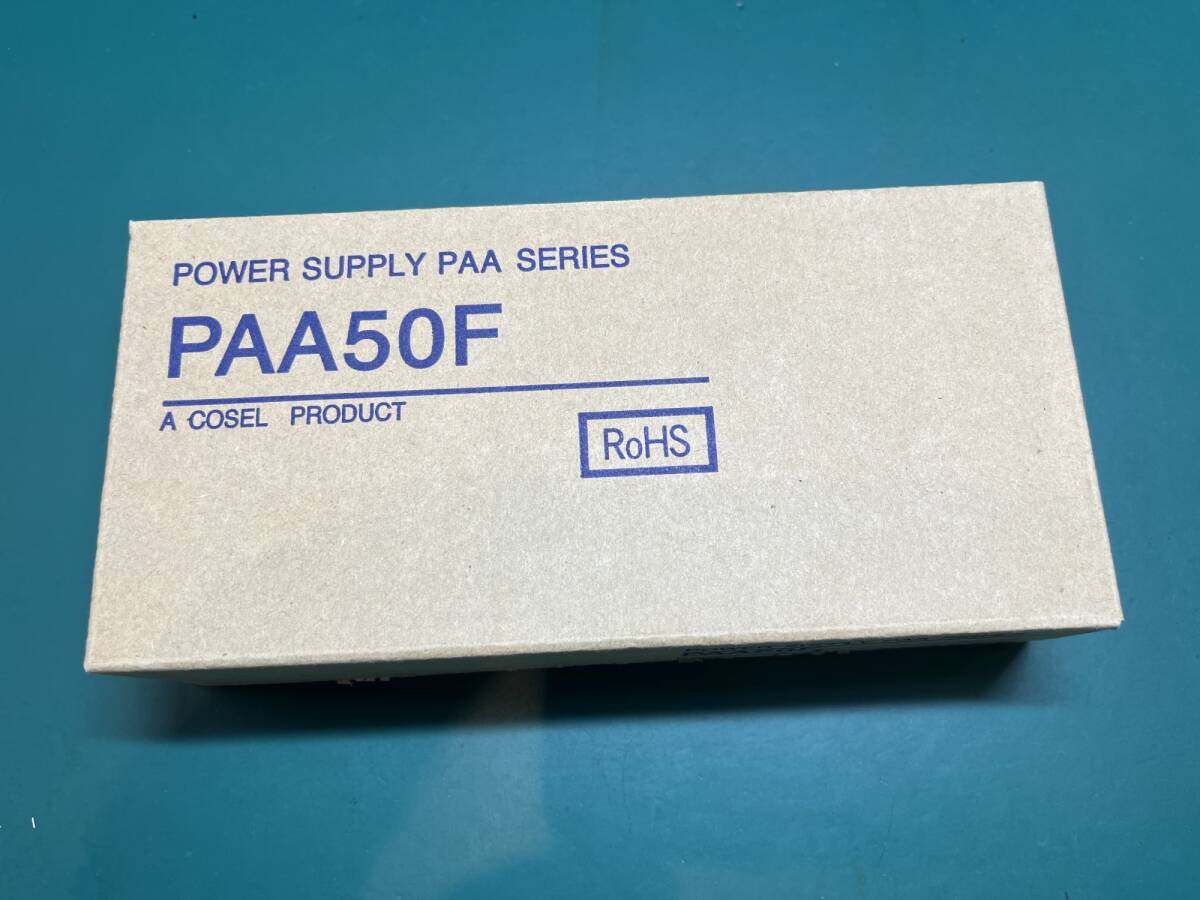 POWER SUPPLY PAA SERIES
PAA50F
A COSEL PRODUCT
RoHS